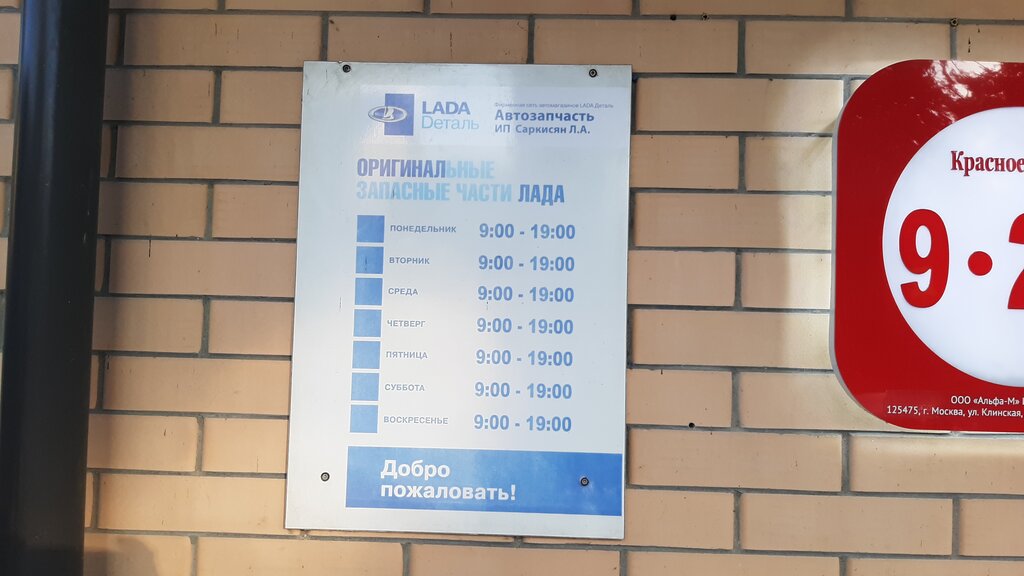 LADA
Dеталь
Фирменная сеть автомагазинов LADA Деталь
Автозапчасть
ИП Саркисян Л.А.
ОРИГИНАЛЬНЫЕ
ЗАПАСНЫЕ ЧАСТИ ЛАДА
ПОНЕДЕЛЬНИК 9:00 - 19:00
ВТОРНИК 9:00 - 19:00
СРЕДА 9:00 - 19:00
ЧЕТВЕРГ 9:00 - 19:00
ПЯТНИЦА 9:00 - 19:00
СУББОТА 9:00 - 19:00
ВОСКРЕСЕНЬЕ 9:00 - 19:00
Добро
пожаловать!
Красное
9
ООО «Альфа-М»
125475, г. Москва, ул. Клинская,